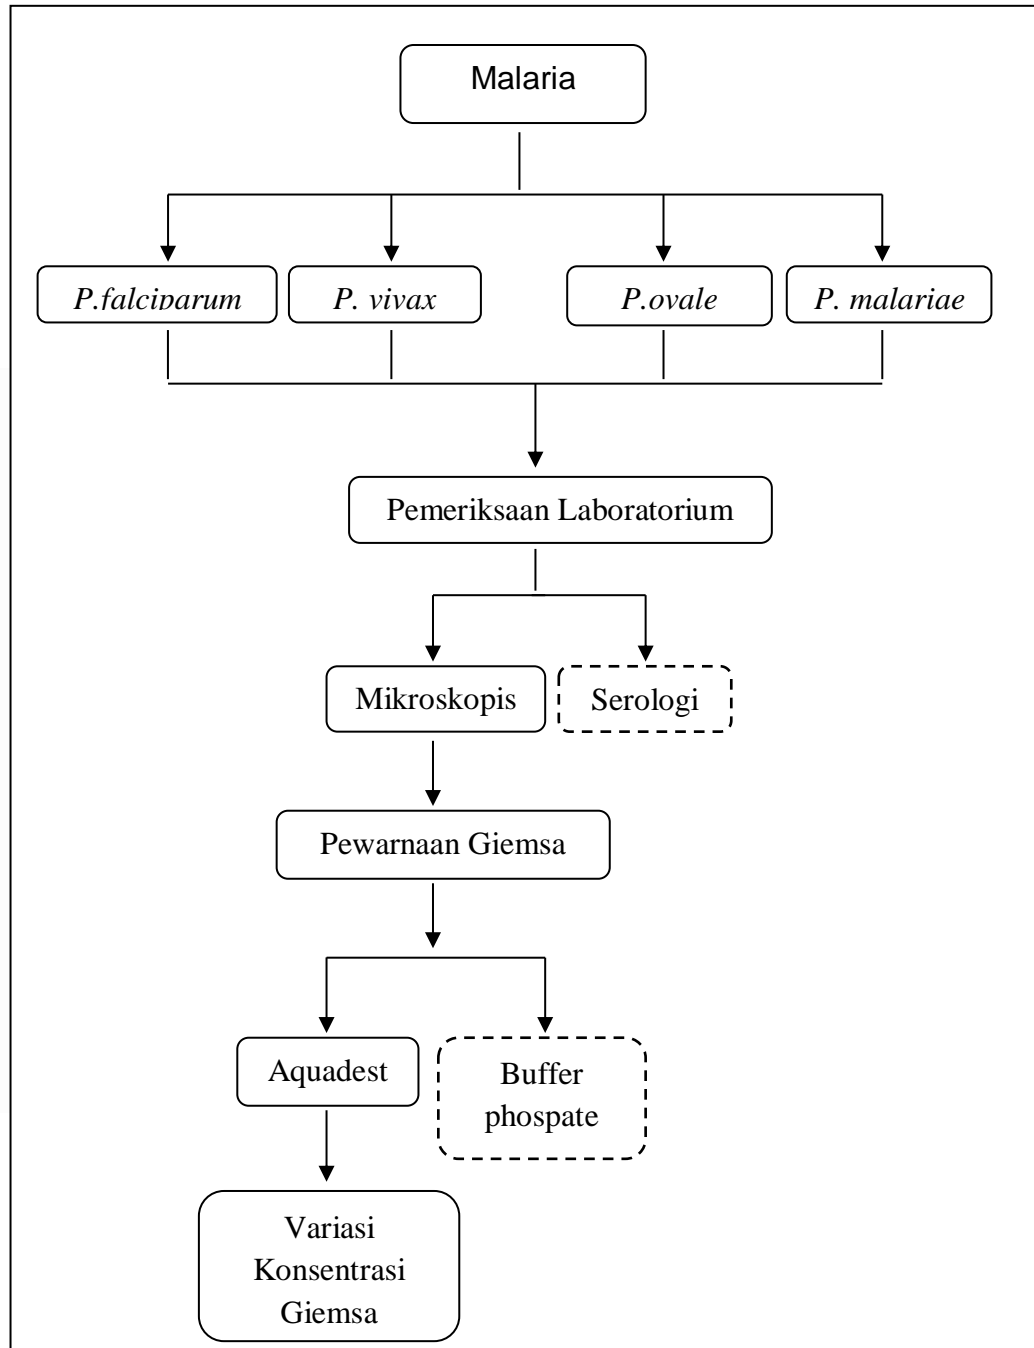 Malaria
P.falciparum
P. vivax
P.ovale
P. malariae
Pemeriksaan Laboratorium
Mikroskopis
Serologi
Pewarnaan Giemsa
Aquadest
Buffer
phospate
Variasi
Konsentrasi
Giemsa